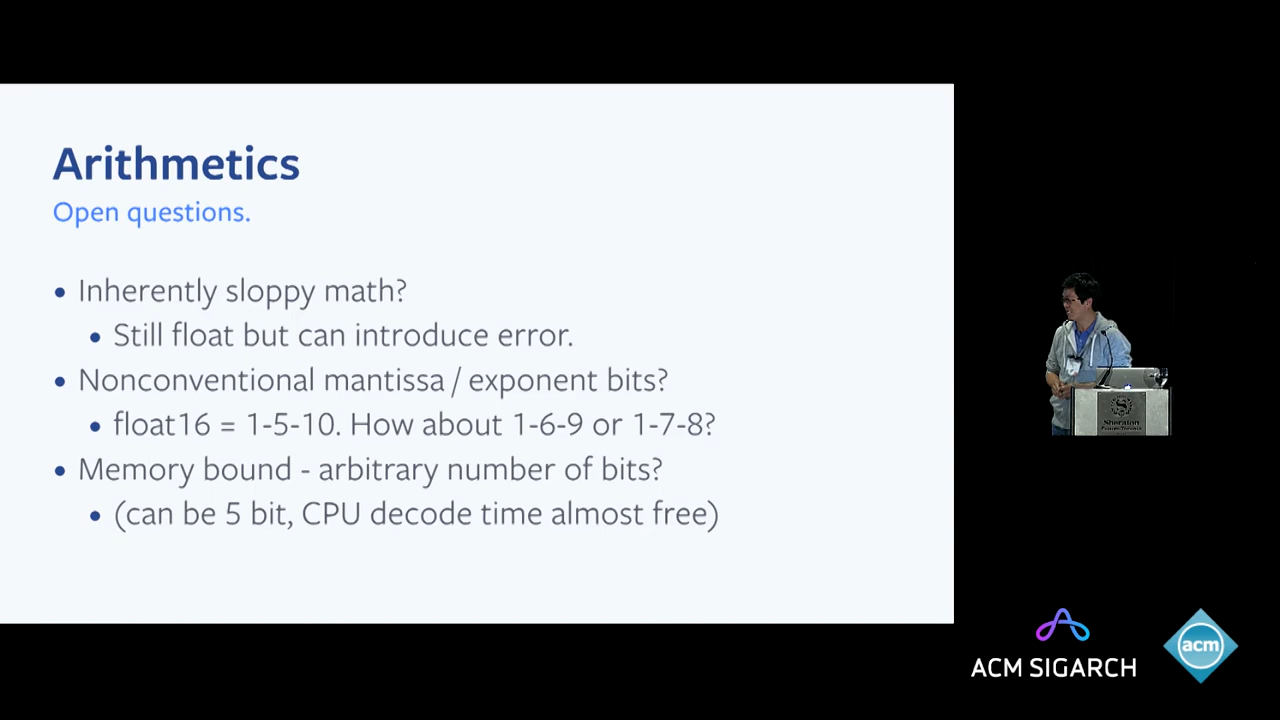 Arithmetics
Open questions.
• Inherently sloppy math?
• Still float but can introduce error.
• Nonconventional mantissa / exponent bits?
• float16 = 1-5-10. How about 1-6-9 or 1-7-8?
• Memory bound - arbitrary number of bits?
• (can be 5 bit, CPU decode time almost free)
Sheraton
ACM SIGARCH
acm